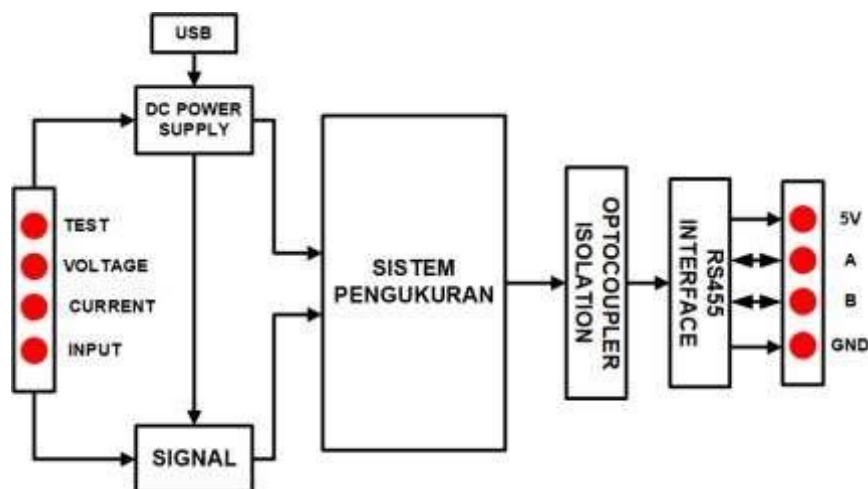 USB
DC POWER
SUPPLY
TEST
VOLTAGE
CURRENT
INPUT
SIGNAL
SISTEM
PENGUKURAN
OPTOCOUPLER
ISOLATION
RS455
INTERFACE
5V
A
B
GND